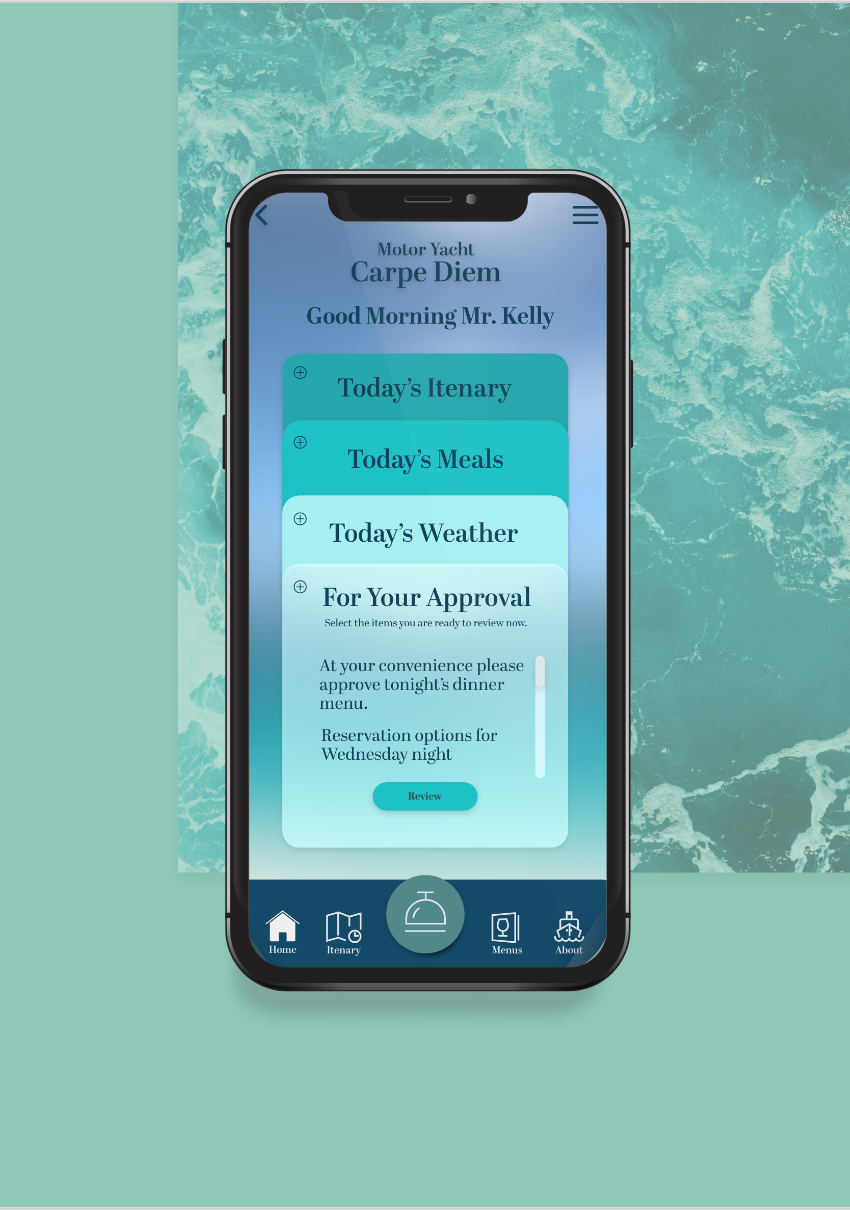 Motor Yacht
Carpe Diem
Good Morning Mr. Kelly
Today’s Itenary
Today’s Meals
Today’s Weather
For Your Approval
Select the items you are ready to review now.
At your convenience please
approve tonight’s dinner
menu.
Reservation options for
Wednesday night
Review
Home
Itenary
Menus
About